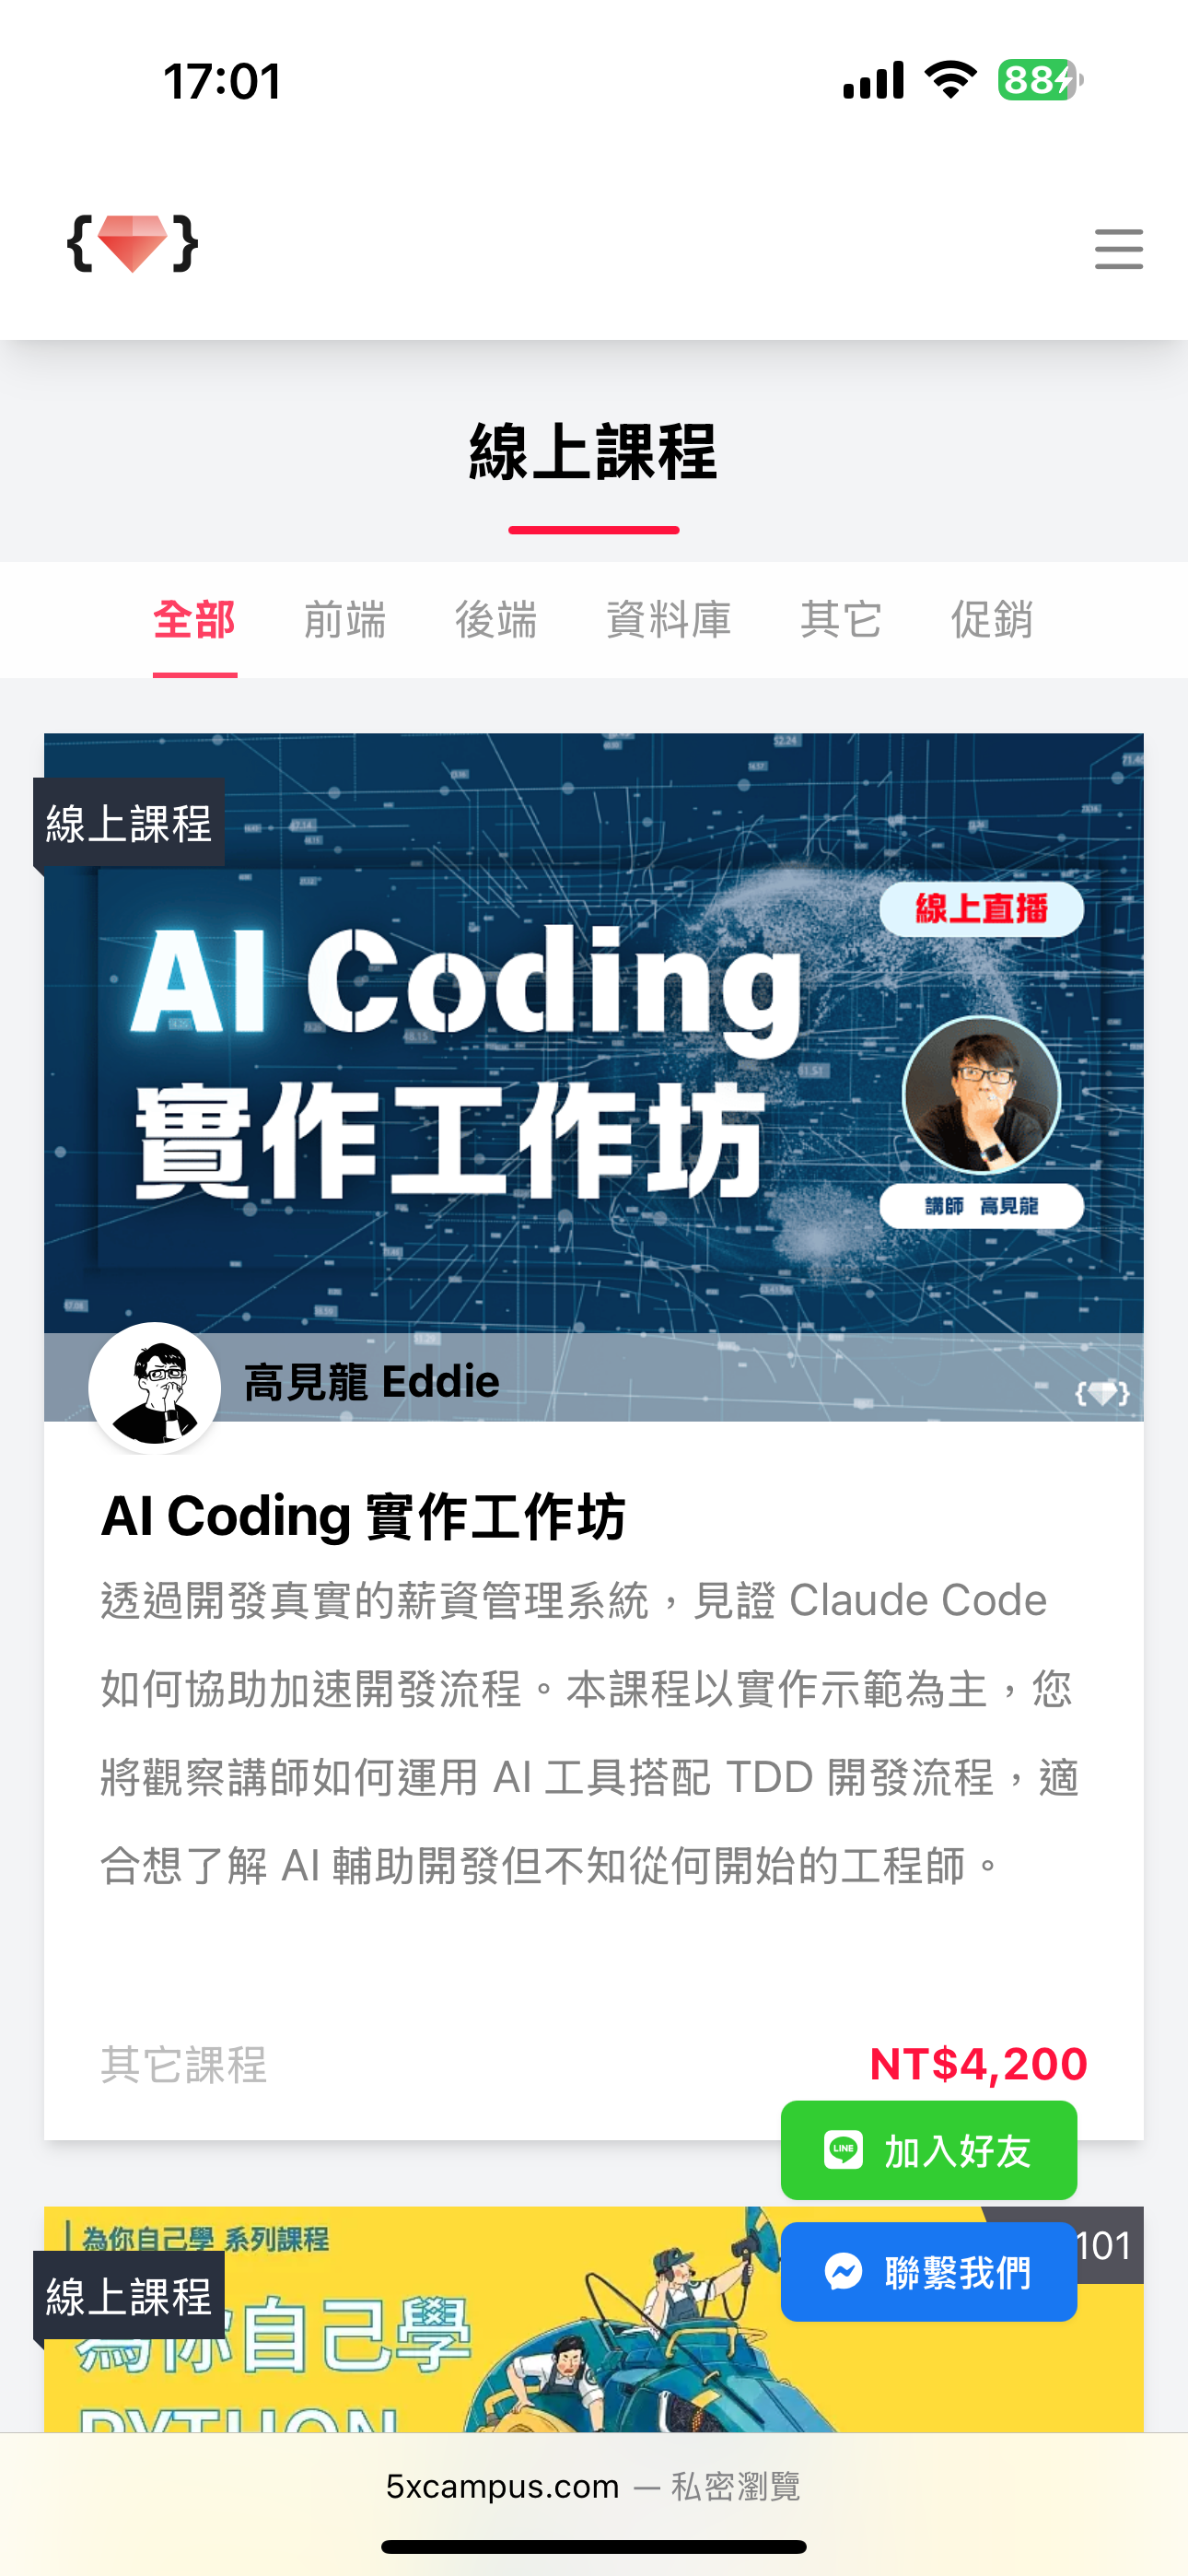 17:01
88
線上課程
全部 前端 後端 資料庫 其它 促銷
線上課程
線上直播
AI Coding
實作工作坊
講師 高見龍
高見龍 Eddie
AI Coding 實作工作坊
透過開發真實的薪資管理系統，見證 Claude Code
如何協助加速開發流程。本課程以實作示範為主，您
將觀察講師如何運用 AI 工具搭配 TDD 開發流程，適
合想了解 AI 輔助開發但不知從何開始的工程師。
其它課程
NT$4,200
LINE 加入好友
為你自己學 系列課程
101
聯繫我們
線上課程
為你自己學
PYTHON
5xcampus.com — 私密瀏覽